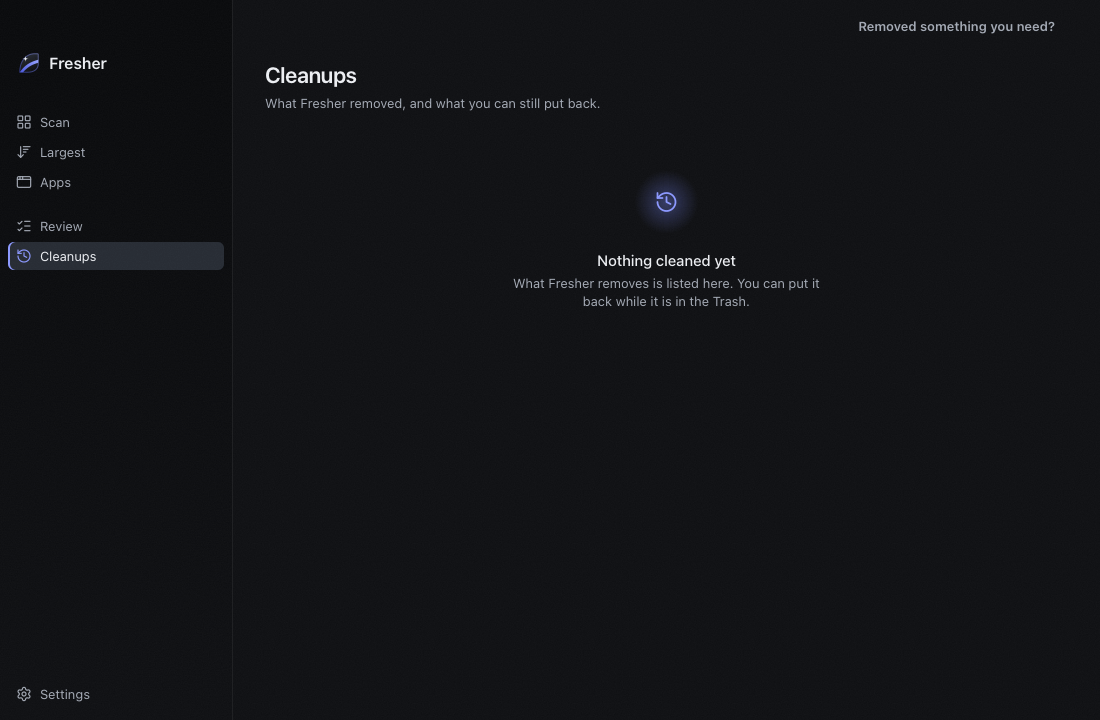 Removed something you need?
Fresher
Cleanups
What Fresher removed, and what you can still put back.
Scan
Largest
Apps
Review
Cleanups
Nothing cleaned yet
What Fresher removes is listed here. You can put it
back while it is in the Trash.
Settings